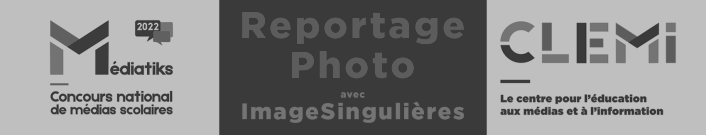 2022
Médiatiks
Concours national
de médias scolaires
Reportage
Photo
avec
ImageSingulières
CLEMI
Le centre pour l'éducation
aux médias et à l'information